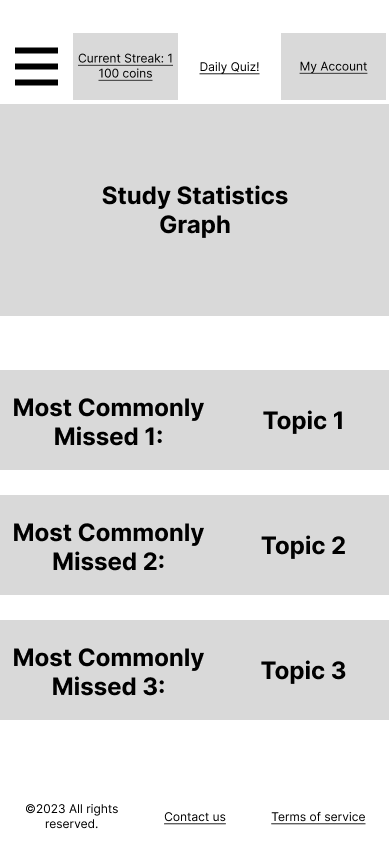 Current Streak: 1
100 coins
Daily Quiz!
My Account
Study Statistics
Graph
Most Commonly
Missed 1:
Topic 1
Most Commonly
Missed 2:
Topic 2
Most Commonly
Missed 3:
Topic 3
©2023 All rights
reserved.
Contact us
Terms of service